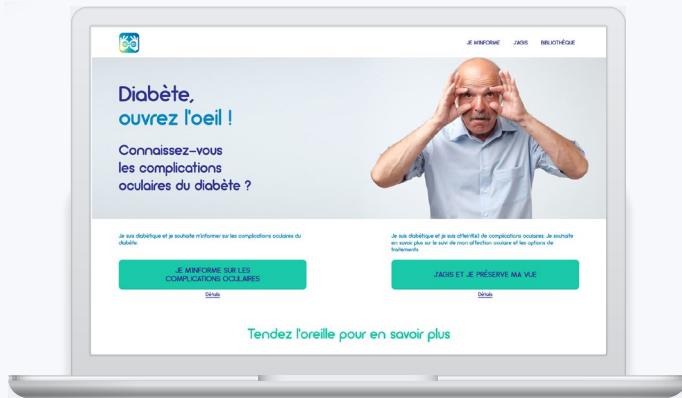 JE M'INFORME J'AGIS BIBLIOTHÈQUE
Diabète,
ouvrez l'oeil !
Connaissez-vous
les complications
oculaires du diabète ?
Je suis diabétique et je souhaite m'informer sur les complications oculaires du
diabète.
JE M'INFORME SUR LES
COMPLICATIONS OCULAIRES
Détails
Je suis diabétique et je suis atteint(e) de complications oculaires. Je souhaite
en savoir plus sur le suivi de mon affection oculaire et les options de
traitements.
J'AGIS ET JE PRÉSERVE MA VUE
Détails
Tendez l'oreille pour en savoir plus